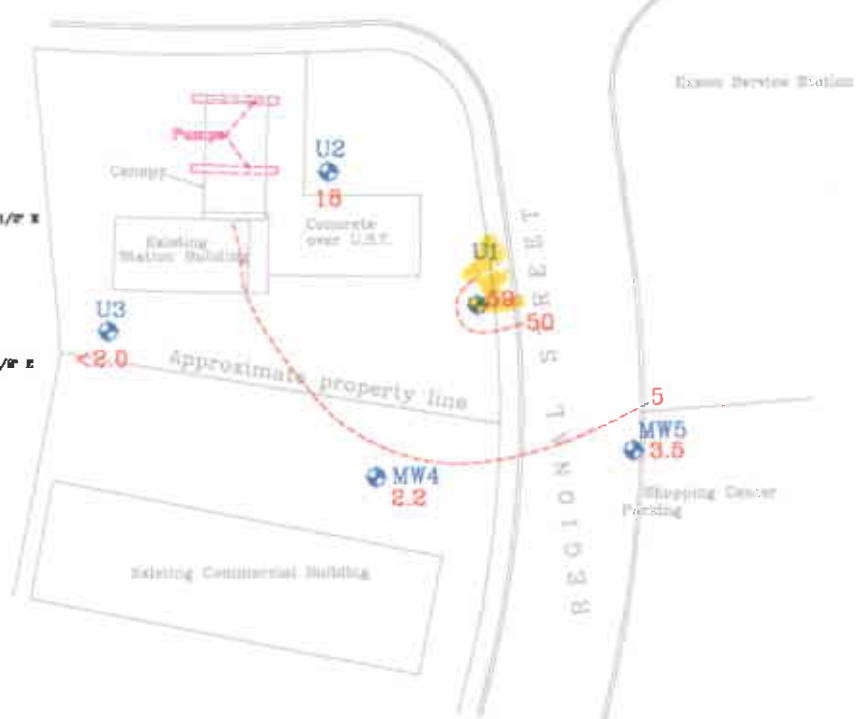 Exxon Service Station
Pumps
U2
Canopy
18
Concrete
over U.S.T.
Existing
Station Building
U1
59
50
U3
<2.0
Approximate property line
5
MW5
3.5
MW4
2.2
Shopping Center
Parking
Existing Commercial Building
REGIONAL STREET